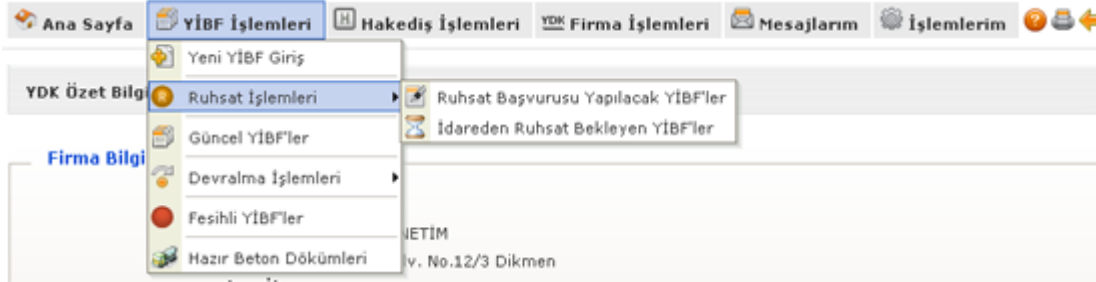 Ana Sayfa YİBF İşlemleri Hakediş İşlemleri YDK Firma İşlemleri Mesajlarım İşlemlerim
Yeni YİBF Giriş
YDK Özet Bilgi
Ruhsat İşlemleri
Ruhsat Başvurusu Yapılacak YİBF'ler
İdareden Ruhsat Bekleyen YİBF'ler
Güncel YİBF'ler
Firma Bilgi
Devralma İşlemleri
Fesihli YİBF'ler
NETİM
Hazır Beton Dökümleri
lv. No.12/3 Dikmen